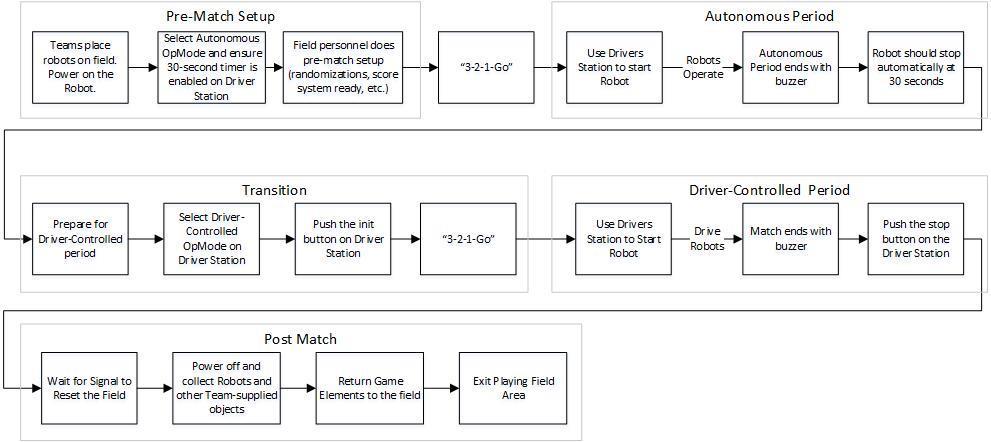 Pre-Match Setup
Teams place
robots on field.
Power on the
Robot.
Select Autonomous
OpMode and ensure
30-second timer is
enabled on Driver
Station
Field personnel does
pre-match setup
(randomizations, score
system ready, etc.)
“3-2-1-Go”
Autonomous Period
Use Drivers
Station to start
Robot
Robots
Operate
Autonomous
Period ends with
buzzer
Robot should stop
automatically at
30 seconds
Transition
Prepare for
Driver-Controlled
period
Select Driver-
Controlled
OpMode on
Driver Station
Push the init
button on Driver
Station
“3-2-1-Go”
Driver-Controlled Period
Use Drivers
Station to Start
Robot
Drive
Robots
Match ends with
buzzer
Push the stop
button on the
Driver Station
Post Match
Wait for Signal to
Reset the Field
Power off and
collect Robots and
other Team-supplied
objects
Return Game
Elements to the field
Exit Playing Field
Area